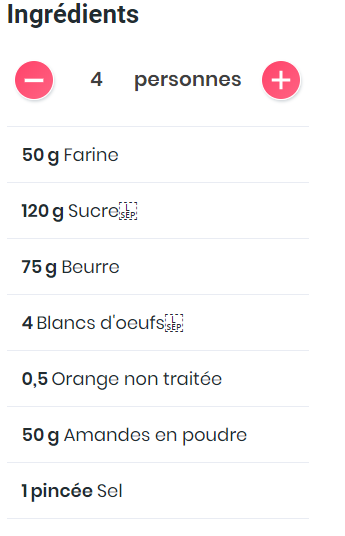 Ingrédients
4 personnes
50 g Farine
120 g Sucre
75 g Beurre
4 Blancs d'oeufs
0,5 Orange non traitée
50 g Amandes en poudre
1 pincée Sel